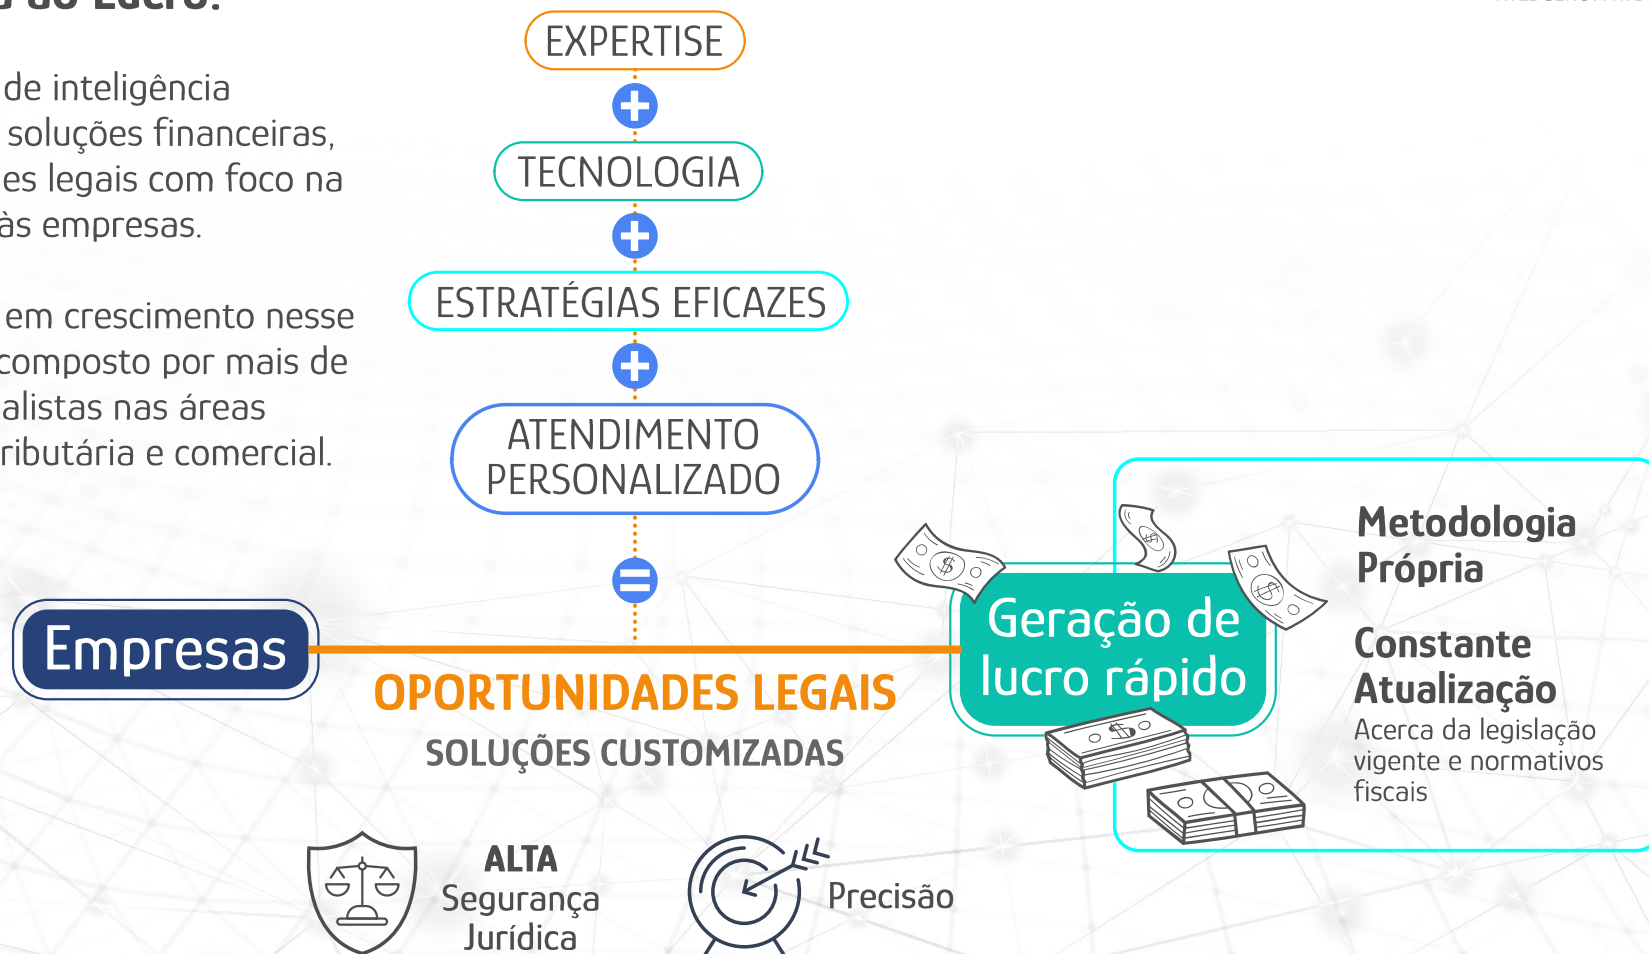 ao Lucro.
de inteligência
soluções financeiras,
es legais com foco na
às empresas.
em crescimento nesse
composto por mais de
alistas nas áreas
ributária e comercial.
EXPERTISE
TECNOLOGIA
ESTRATÉGIAS EFICAZES
ATENDIMENTO
PERSONALIZADO
Empresas
OPORTUNIDADES LEGAIS
SOLUÇÕES CUSTOMIZADAS
Geração de
lucro rápido
Metodologia
Própria
Constante
Atualização
Acerca da legislação
vigente e normativos
fiscais
ALTA
Segurança
Jurídica
Precisão